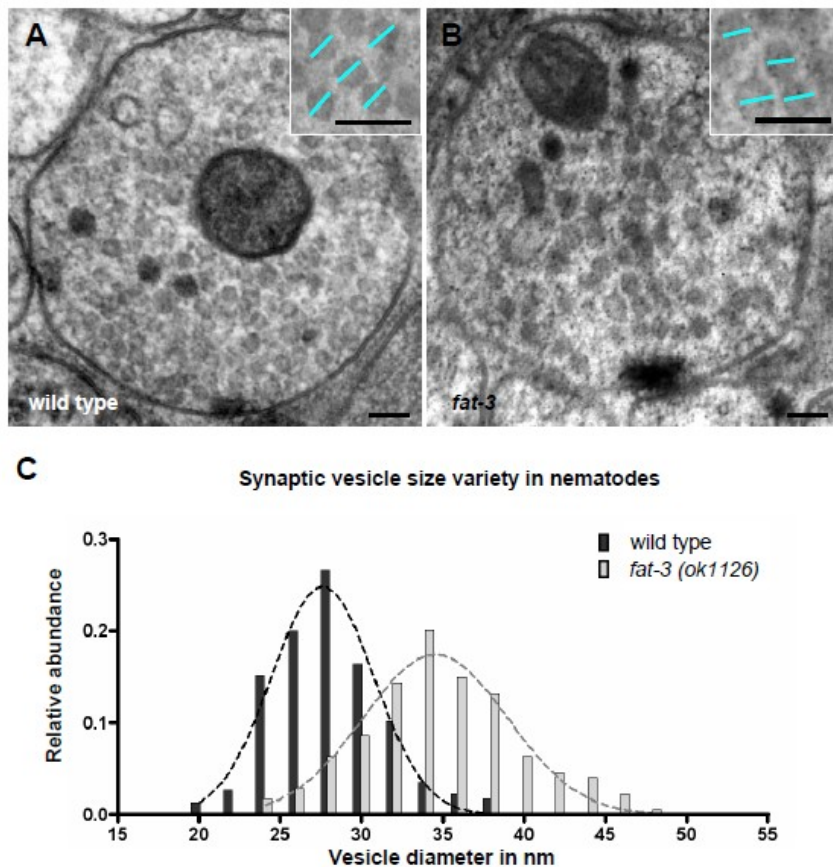 A
B
wild type
fat-3
C
Synaptic vesicle size variety in nematodes
wild type
fat-3 (ok1126)
Relative abundance
0.3
0.2
0.1
0.0
15 20 25 30 35 40 45 50 55
Vesicle diameter in nm